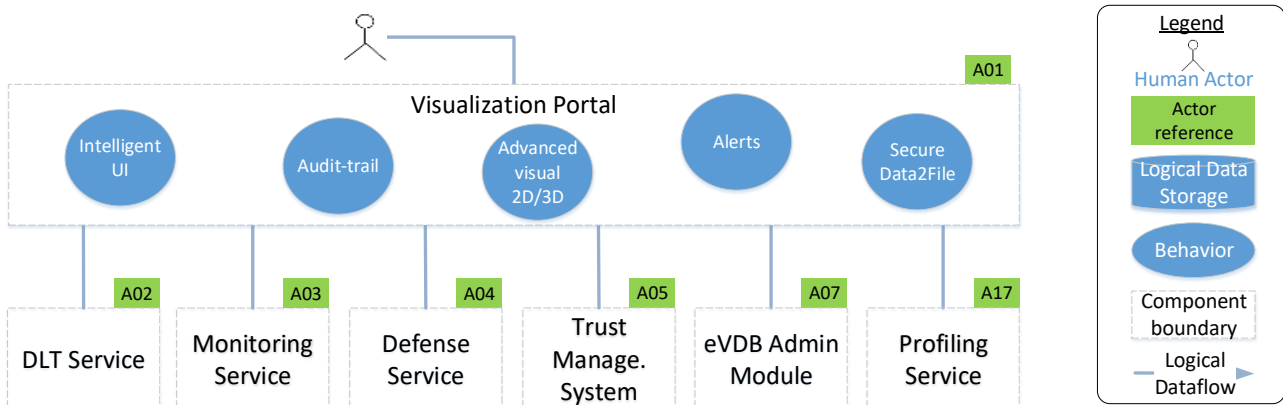 A01
Visualization Portal
Intelligent
UI
Audit-trail
Advanced
visual
2D/3D
Alerts
Secure
Data2File
A02
A03
A04
A05
A07
A17
DLT Service
Monitoring
Service
Defense
Service
Trust
Manage.
System
eVDB Admin
Module
Profiling
Service
Legend
Human Actor
Actor
reference
Logical Data
Storage
Behavior
Component
boundary
Logical
Dataflow